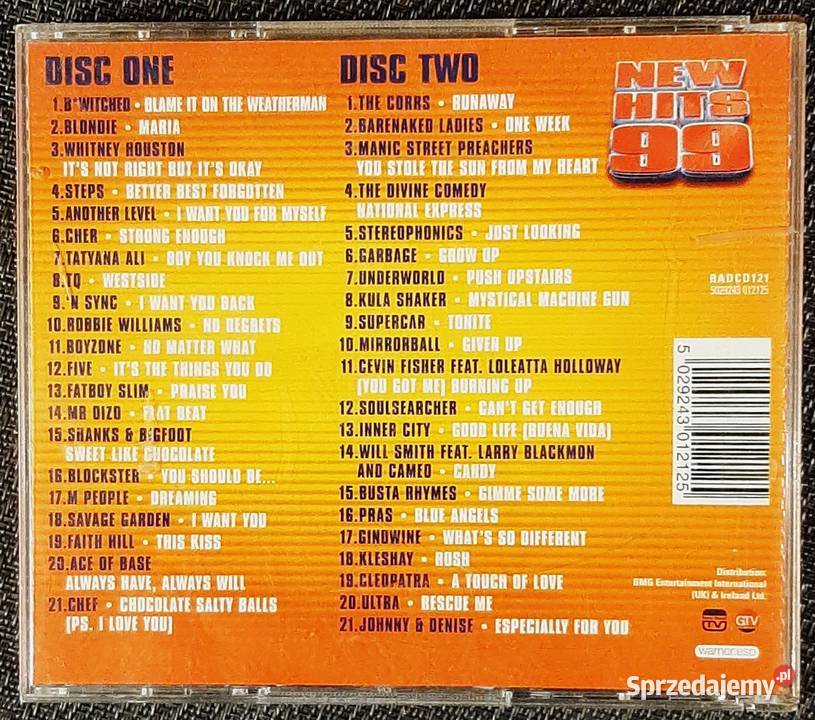 DISC ONE
1.B*WITCHED • BLAME IT ON THE WEATHERMAN
2.BLONDIE • MARIA
3.WHITNEY HOUSTON
IT'S NOT RIGHT BUT IT'S OKAY
4.STEPS • BETTER BEST FORGOTTEN
5.ANOTHER LEVEL • I WANT YOU FOR MYSELF
6.CHER • STRONG ENOUGH
7.TATYANA ALI • BOY YOU KNOCK ME OUT
8.TQ • WESTSIDE
9.'N SYNC • I WANT YOU BACK
10.ROBBIE WILLIAMS • NO REGRETS
11.BOYZONE • NO MATTER WHAT
12.FIVE • IT'S THE THINGS YOU DO
13.FATBOY SLIM • PRAISE YOU
14.MR OIZO • FLAT BEAT
15.SHANKS & BIGFOOT
SWEET LIKE CHOCOLATE
16.BLOCKSTER • YOU SHOULD BE...
17.M PEOPLE • DREAMING
18.SAVAGE GARDEN • I WANT YOU
19.FAITH HILL • THIS KISS
20.ACE OF BASE
ALWAYS HAVE, ALWAYS WILL
21.CHEF • CHOCOLATE SALTY BALLS
(PS. I LOVE YOU)
DISC TWO
1.THE CORRS • RUNAWAY
2.BARENAKED LADIES • ONE WEEK
3.MANIC STREET PREACHERS
YOU STOLE THE SUN FROM MY HEART
4.THE DIVINE COMEDY
NATIONAL EXPRESS
5.STEREOPHONICS • JUST LOOKING
6.GARBAGE • GROW UP
7.UNDERWORLD • PUSH UPSTAIRS
8.KULA SHAKER • MYSTICAL MACHINE GUN
9.SUPERCAR • TONITE
10.MIRRORBALL • GIVEN UP
11.CEVIN FISHER FEAT. LOLEATTA HOLLOWAY
(YOU GOT ME) BURNING UP
12.SOULSEARCHER • CAN'T GET ENOUGH
13.INNER CITY • GOOD LIFE (BUENA VIDA)
14.WILL SMITH FEAT. LARRY BLACKMON
AND CAMEO • CANDY
15.BUSTA RHYMES • GIMME SOME MORE
16.PRAS • BLUE ANGELS
17.GINUWINE • WHAT'S SO DIFFERENT
18.KLESHAY • RUSH
19.CLEOPATRA • A TOUCH OF LOVE
20.ULTRA • RESCUE ME
21.JOHNNY & DENISE • ESPECIALLY FOR YOU
NEW
HITS
99
RADCD121
5029243 012125
5 029243 012125
Distribution:
BMG Entertainment International
(UK) & Ireland Ltd.
TV
GTV
warner.esp
Sprzedajemy.pl